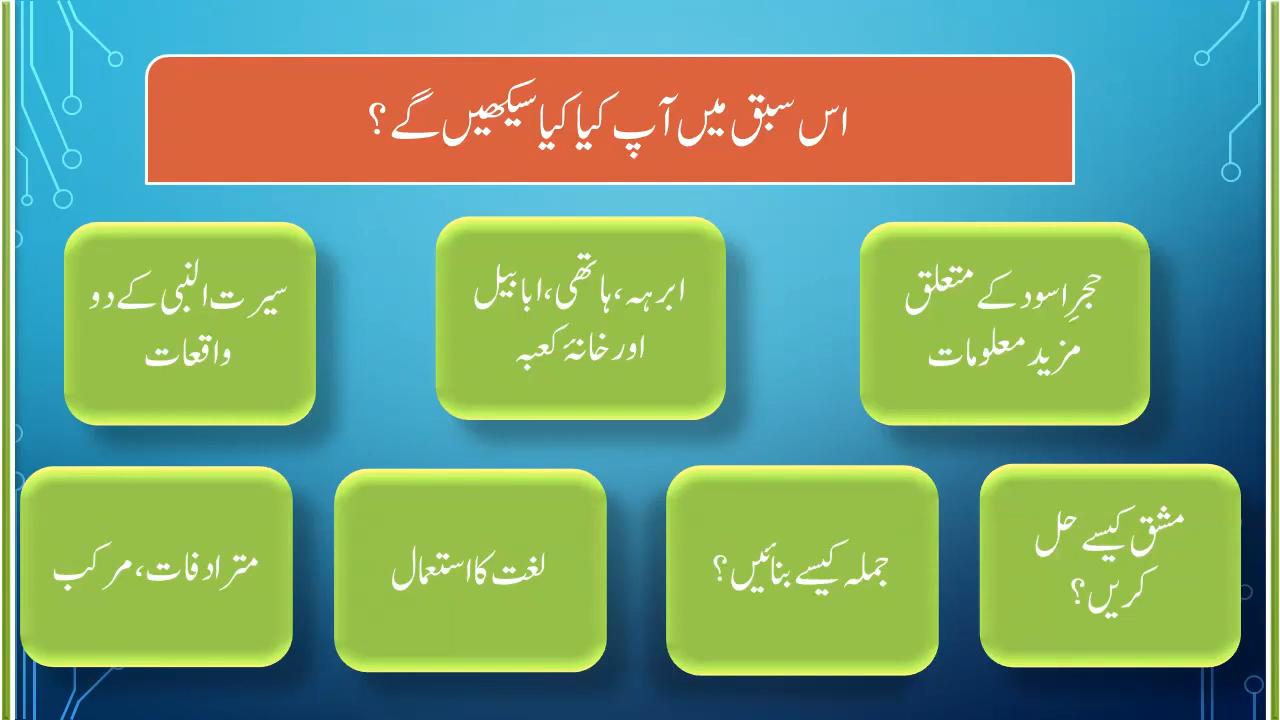 اس سبق میں آپ کیا کیا سیکھیں گے؟
حجرِ اسود کے متعلق
مزید معلومات
ابرہہ، ہاتھی، ابابیل
اور خانۂ کعبہ
سیرت النبی کے دو
واقعات
مشق کیسے حل
کریں؟
جملہ کیسے بنائیں؟
لغت کا استعمال
مترادفات، مرکب